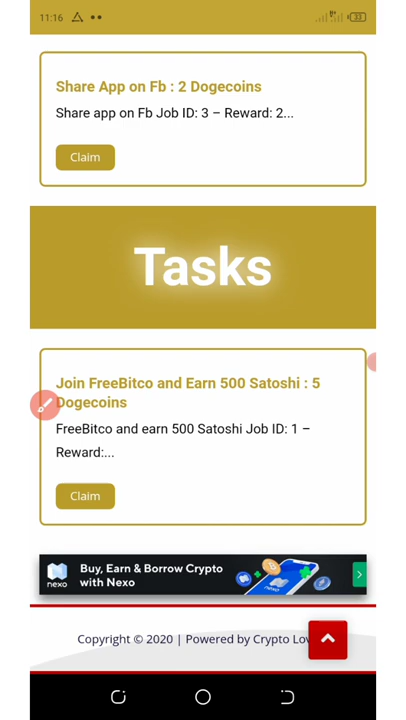 11:16
33
Share App on Fb : 2 Dogecoins
Share app on Fb Job ID: 3 – Reward: 2...
Claim
Tasks
Join FreeBitco and Earn 500 Satoshi : 5
Dogecoins
FreeBitco and earn 500 Satoshi Job ID: 1 –
Reward:...
Claim
Buy, Earn & Borrow Crypto
with Nexo
nexo
Copyright © 2020 | Powered by Crypto Lov